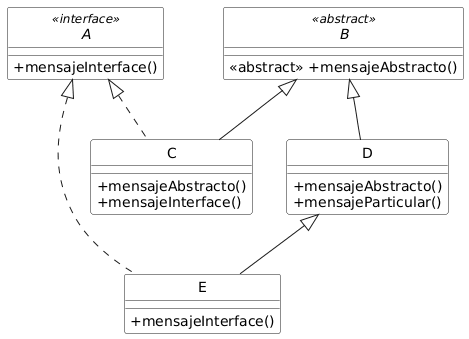 «interface»
A
+mensajeInterface()
«abstract»
B
«abstract» +mensajeAbstracto()
C
+mensajeAbstracto()
+mensajeInterface()
D
+mensajeAbstracto()
+mensajeParticular()
E
+mensajeInterface()